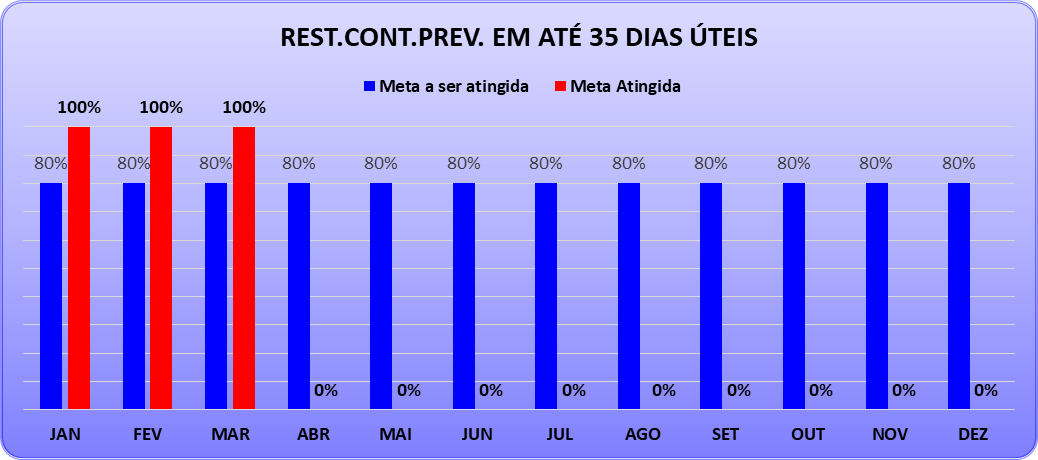 REST.CONT.PREV. EM ATÉ 35 DIAS ÚTEIS
Meta a ser atingida Meta Atingida
100% 100% 100%
80% 80% 80% 80% 80% 80% 80% 80% 80% 80% 80% 80%
0% 0% 0% 0% 0% 0% 0% 0% 0%
JAN FEV MAR ABR MAI JUN JUL AGO SET OUT NOV DEZ